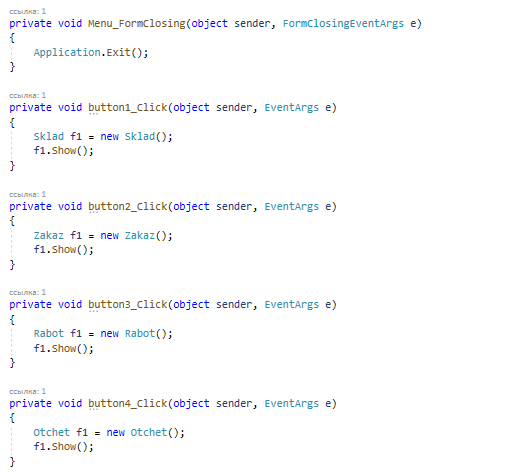 ссылка: 1
private void Menu_FormClosing(object sender, FormClosingEventArgs e)
{
Application.Exit();
}
ссылка: 1
private void button1_Click(object sender, EventArgs e)
{
Sklad f1 = new Sklad();
f1.Show();
}
ссылка: 1
private void button2_Click(object sender, EventArgs e)
{
Zakaz f1 = new Zakaz();
f1.Show();
}
ссылка: 1
private void button3_Click(object sender, EventArgs e)
{
Rabot f1 = new Rabot();
f1.Show();
}
ссылка: 1
private void button4_Click(object sender, EventArgs e)
{
Otchet f1 = new Otchet();
f1.Show();
}